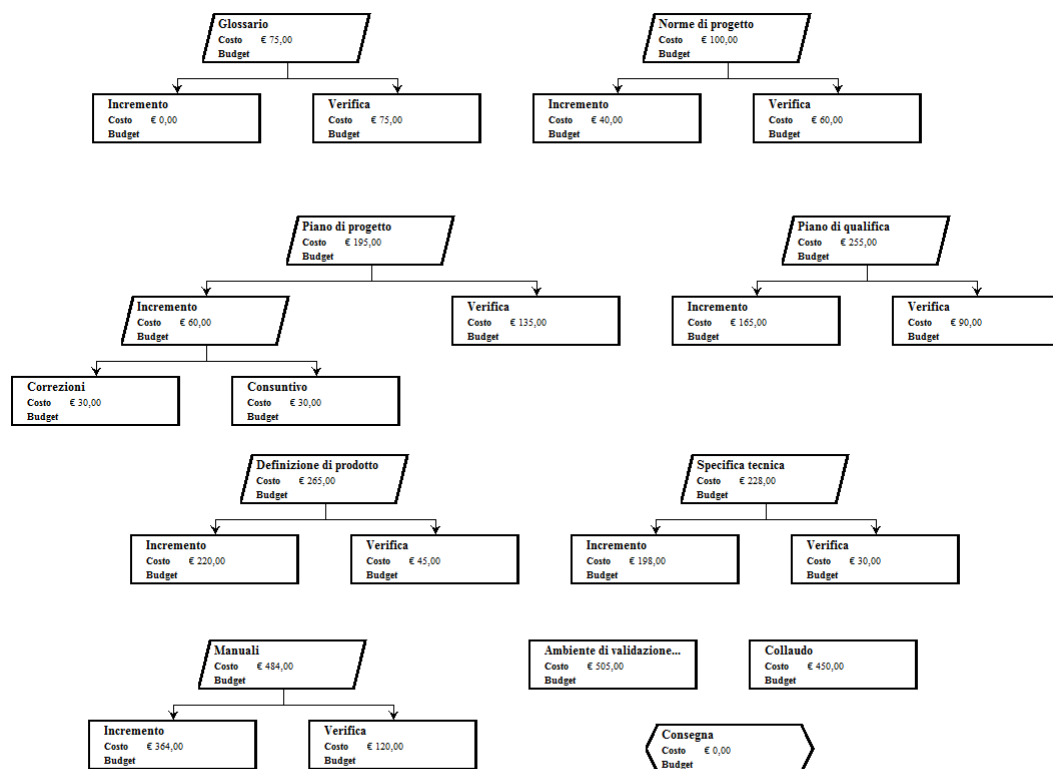 Glossario
Costo € 75,00
Budget
Norme di progetto
Costo € 100,00
Budget
Incremento
Costo € 0,00
Budget
Verifica
Costo € 75,00
Budget
Incremento
Costo € 40,00
Budget
Verifica
Costo € 60,00
Budget
Piano di progetto
Costo € 195,00
Budget
Piano di qualifica
Costo € 255,00
Budget
Incremento
Costo € 60,00
Budget
Verifica
Costo € 135,00
Budget
Incremento
Costo € 165,00
Budget
Verifica
Costo € 90,00
Budget
Correzioni
Costo € 30,00
Budget
Consuntivo
Costo € 30,00
Budget
Definizione di prodotto
Costo € 265,00
Budget
Specifica tecnica
Costo € 228,00
Budget
Incremento
Costo € 220,00
Budget
Verifica
Costo € 45,00
Budget
Incremento
Costo € 198,00
Budget
Verifica
Costo € 30,00
Budget
Manuali
Costo € 484,00
Budget
Ambiente di validazione...
Costo € 505,00
Budget
Collaudo
Costo € 450,00
Budget
Incremento
Costo € 364,00
Budget
Verifica
Costo € 120,00
Budget
Consegna
Costo € 0,00
Budget